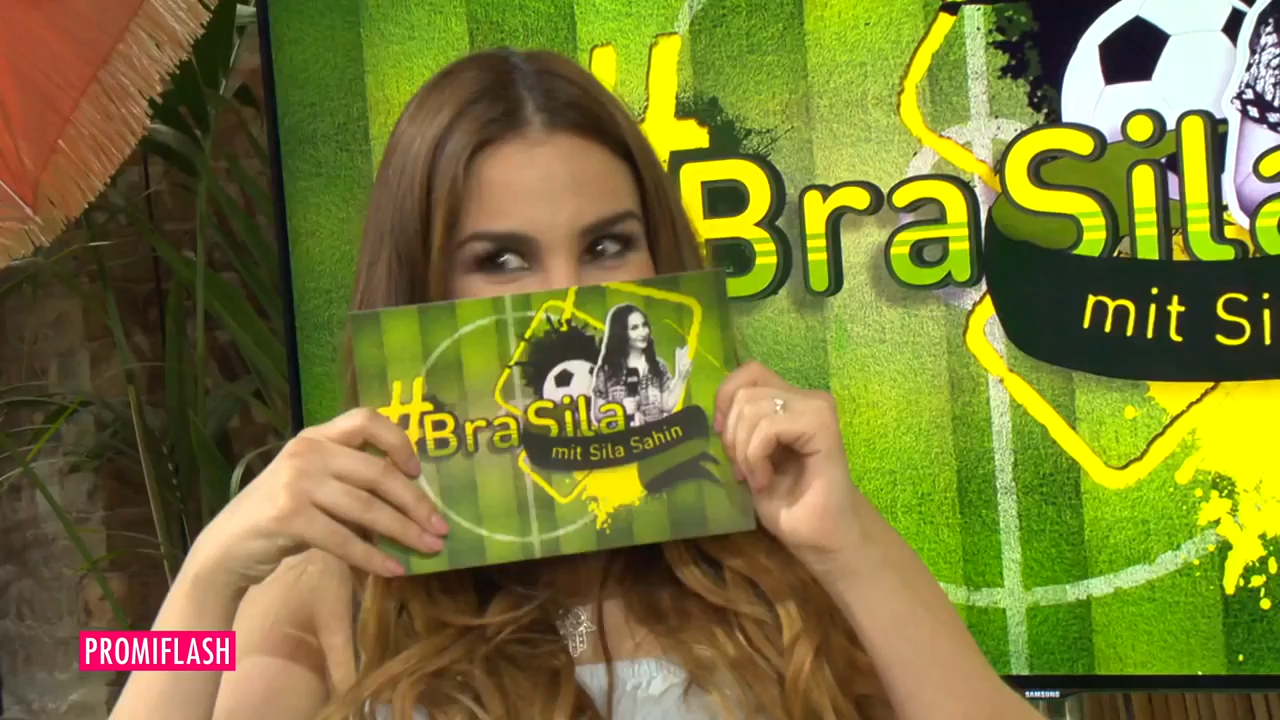 #BraSila
mit Si
#BraSila
mit Sila Sahin
PROMIFLASH
SAMSUNG